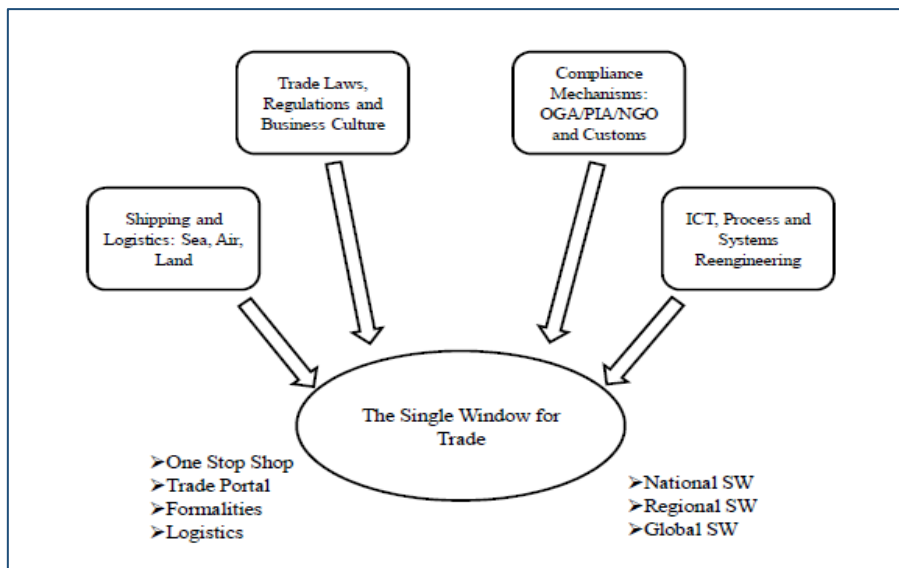 Trade Laws,
Regulations and
Business Culture
Compliance
Mechanisms:
OGA/PIA/NGO
and Customs
Shipping and
Logistics: Sea, Air,
Land
ICT, Process and
Systems
Reengineering
The Single Window for
Trade
➢One Stop Shop
➢Trade Portal
➢Formalities
➢Logistics
➢National SW
➢Regional SW
➢Global SW